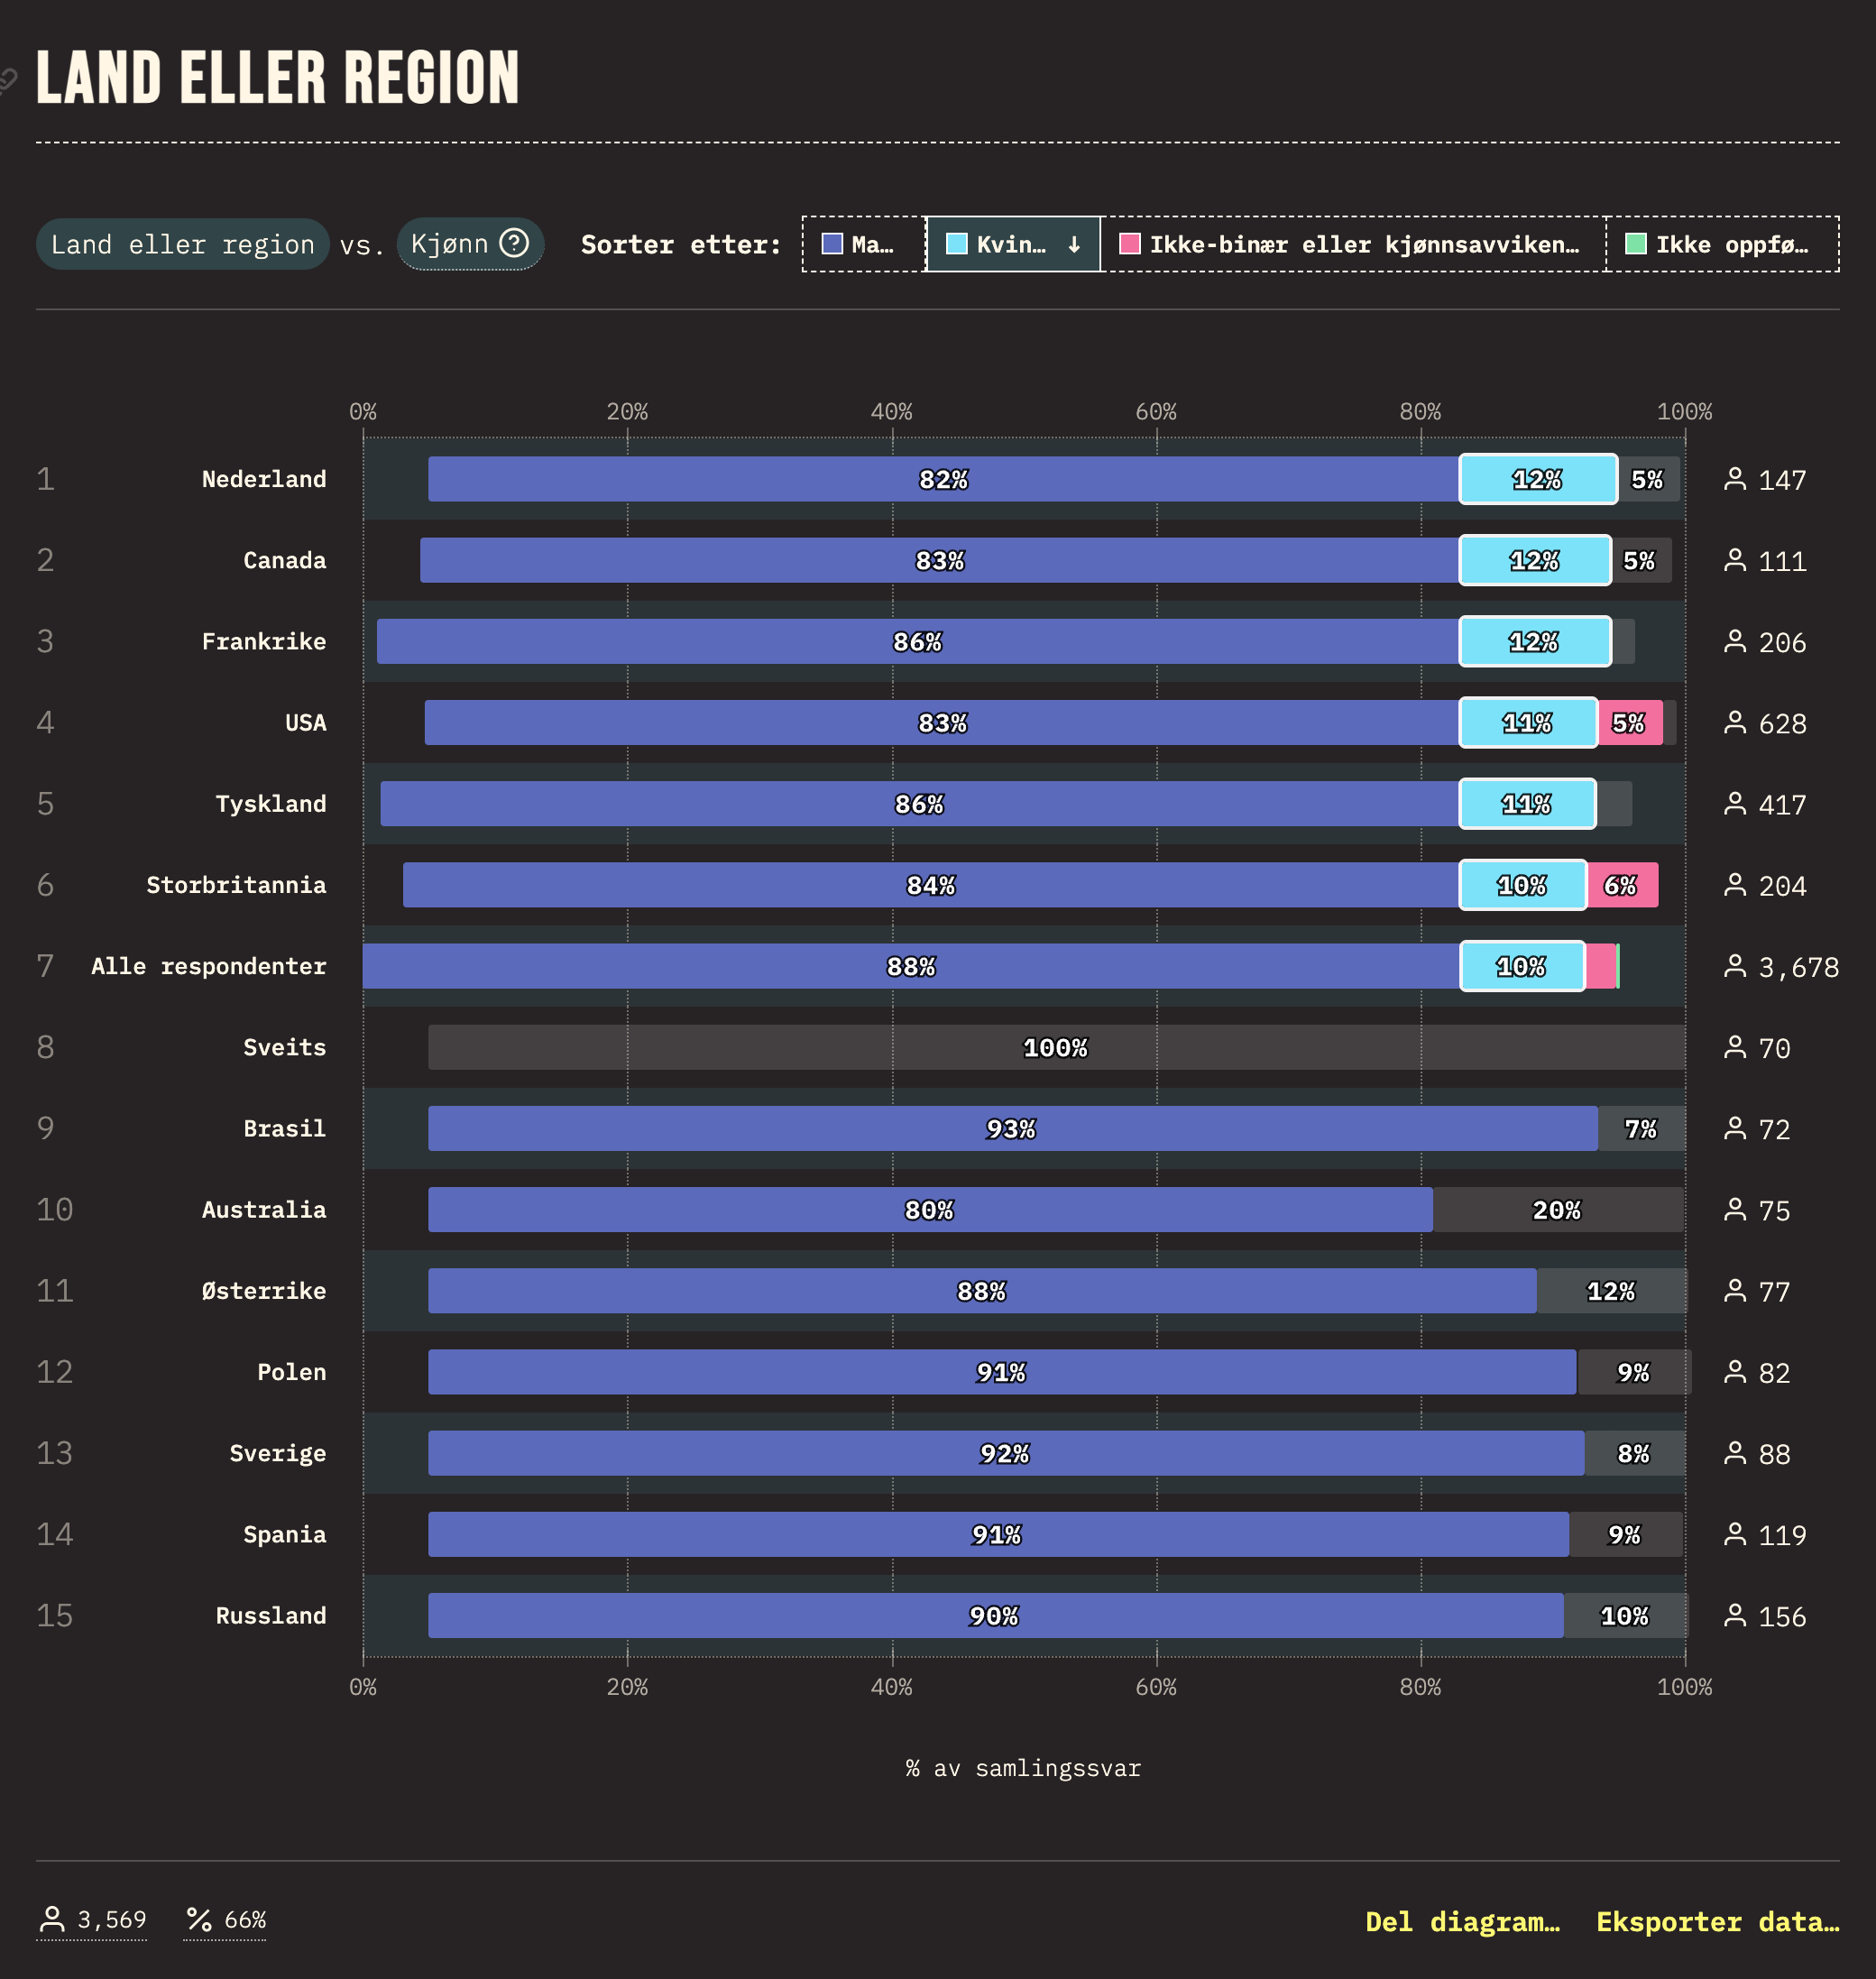 LAND ELLER REGION
Land eller region vs. Kjønn ? Sorter etter: Ma… Kvin… ↓ Ikke-binær eller kjønnsavviken… Ikke oppfø…
0% 20% 40% 60% 80% 100%
1 Nederland 82% 12% 5% 147
2 Canada 83% 12% 5% 111
3 Frankrike 86% 12% 206
4 USA 83% 11% 5% 628
5 Tyskland 86% 11% 417
6 Storbritannia 84% 10% 6% 204
7 Alle respondenter 88% 10% 3,678
8 Sveits 100% 70
9 Brasil 93% 7% 72
10 Australia 80% 20% 75
11 Østerrike 88% 12% 77
12 Polen 91% 9% 82
13 Sverige 92% 8% 88
14 Spania 91% 9% 119
15 Russland 90% 10% 156
0% 20% 40% 60% 80% 100%
% av samlingssvar
3,569 % 66% Del diagram… Eksporter data…